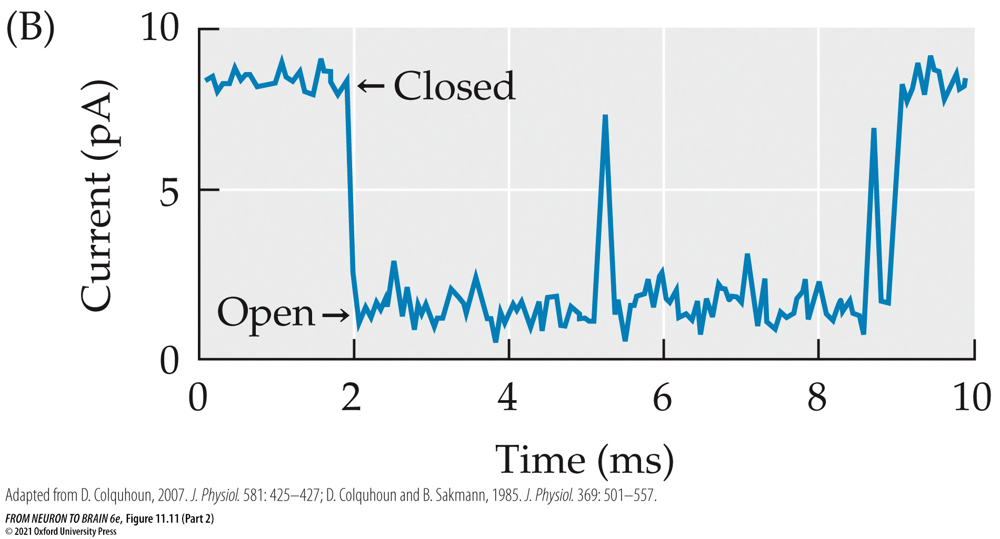 (B)
10
5
0
Current (pA)
← Closed
Open →
0 2 4 6 8 10
Time (ms)
Adapted from D. Colquhoun, 2007. J. Physiol. 581: 425–427; D. Colquhoun and B. Sakmann, 1985. J. Physiol. 369: 501–557.
FROM NEURON TO BRAIN 6e, Figure 11.11 (Part 2)
© 2021 Oxford University Press